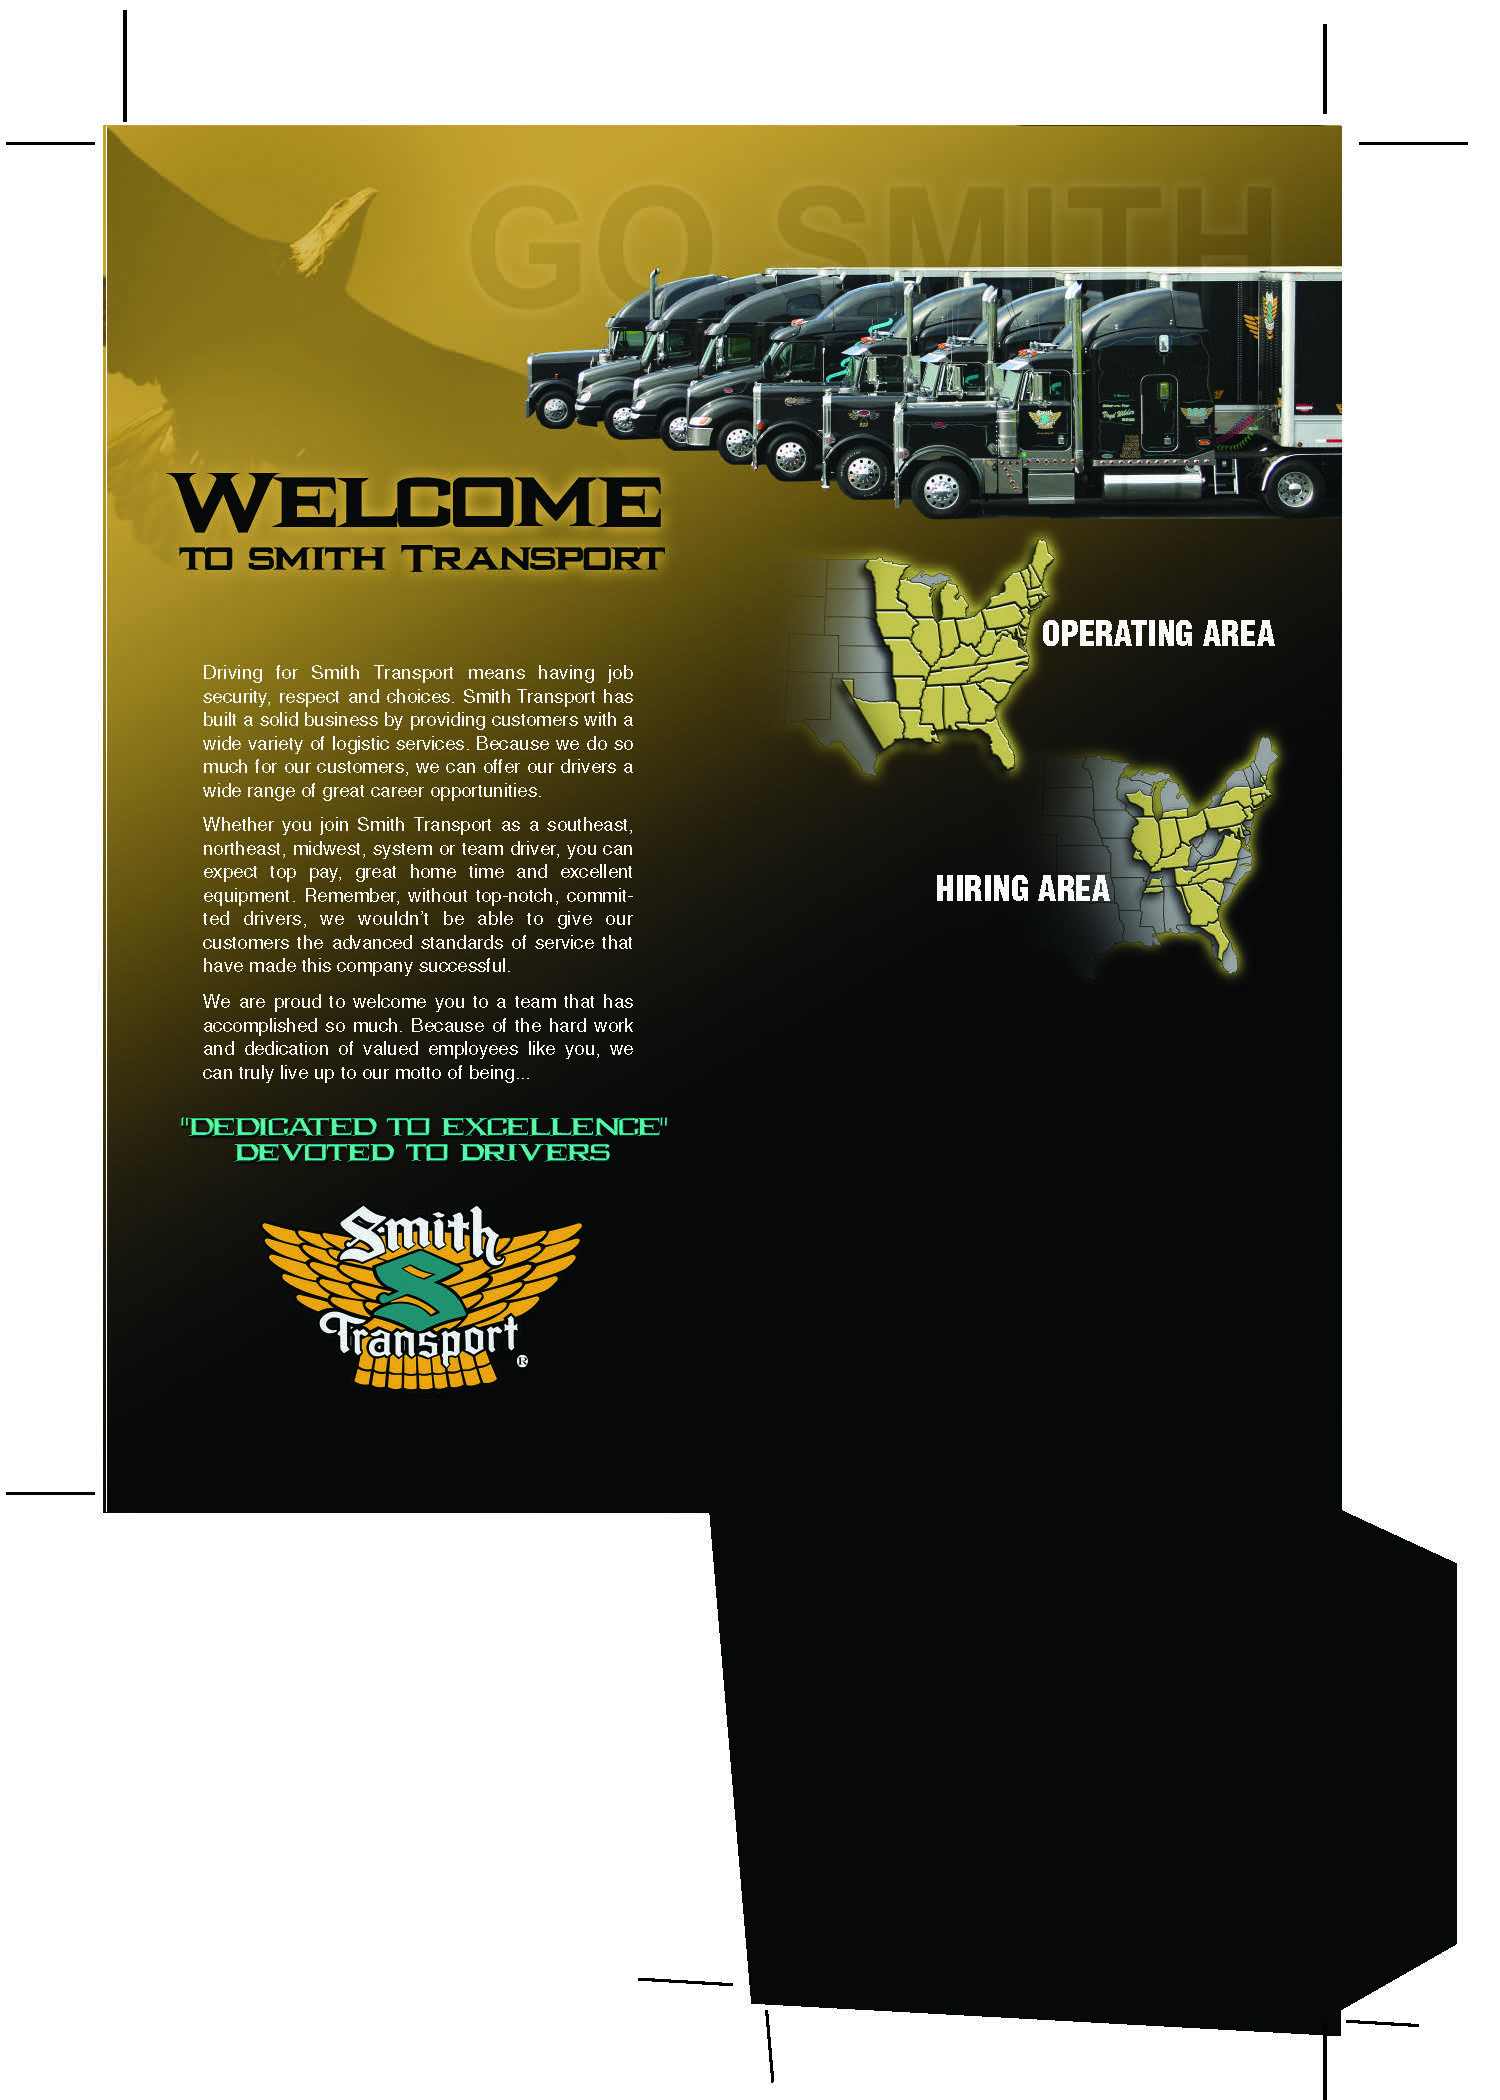 GO SMITH
WELCOME
TO SMITH TRANSPORT
OPERATING AREA
Driving for Smith Transport means having job
security, respect and choices. Smith Transport has
built a solid business by providing customers with a
wide variety of logistic services. Because we do so
much for our customers, we can offer our drivers a
wide range of great career opportunities.
Whether you join Smith Transport as a southeast,
northeast, midwest, system or team driver, you can
expect top pay, great home time and excellent
equipment. Remember, without top-notch, commit-
ted drivers, we wouldn't be able to give our
customers the advanced standards of service that
have made this company successful.
HIRING AREA
We are proud to welcome you to a team that has
accomplished so much. Because of the hard work
and dedication of valued employees like you, we
can truly live up to our motto of being...
"DEDICATED TO EXCELLENCE"
DEVOTED TO DRIVERS
Smith
S
Transport
®